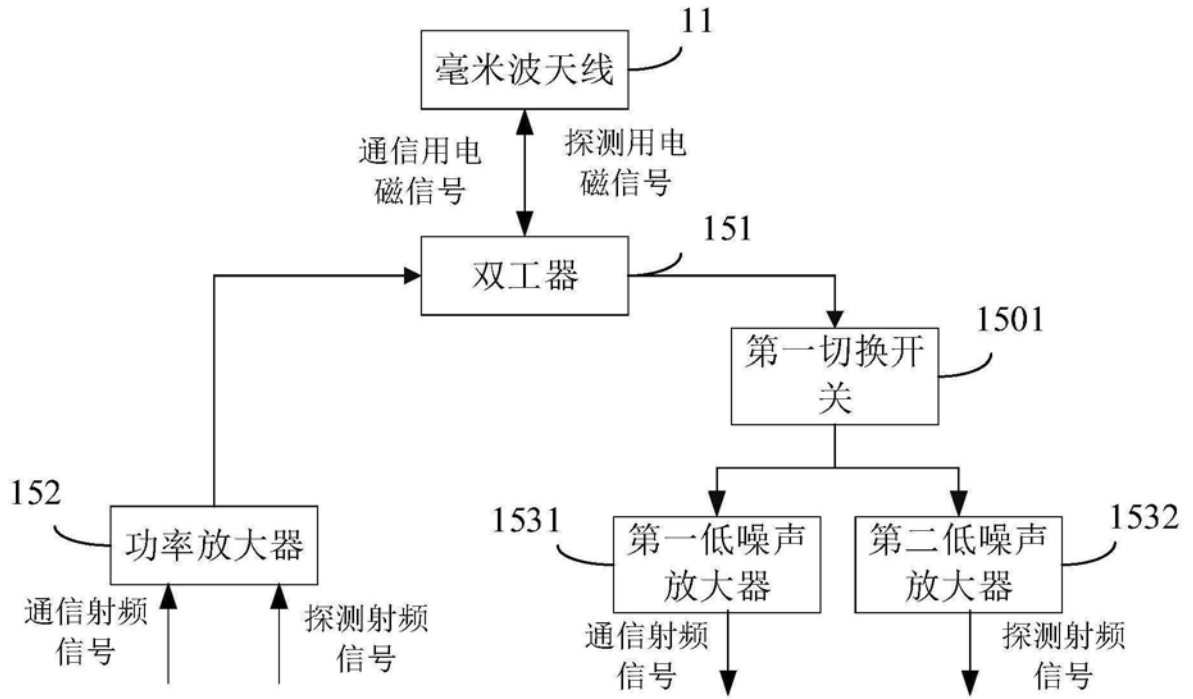 11
毫米波天线
通信用电
磁信号
探测用电
磁信号
151
双工器
1501
第一切换开
关
152
功率放大器
1531
第一低噪声
放大器
1532
第二低噪声
放大器
通信射频
信号
探测射频
信号
通信射频
信号
探测射频
信号